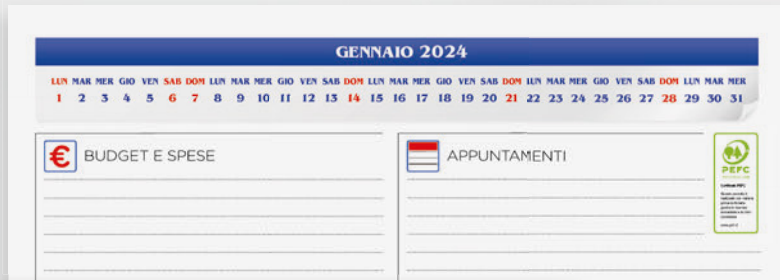 GENNAIO 2024
LUN MAR MER GIO VEN SAB DOM LUN MAR MER GIO VEN SAB DOM LUN MAR MER GIO VEN SAB DOM LUN MAR MER GIO VEN SAB DOM LUN MAR MER
1 2 3 4 5 6 7 8 9 10 11 12 13 14 15 16 17 18 19 20 21 22 23 24 25 26 27 28 29 30 31
€ BUDGET E SPESE
APPUNTAMENTI
PEFC